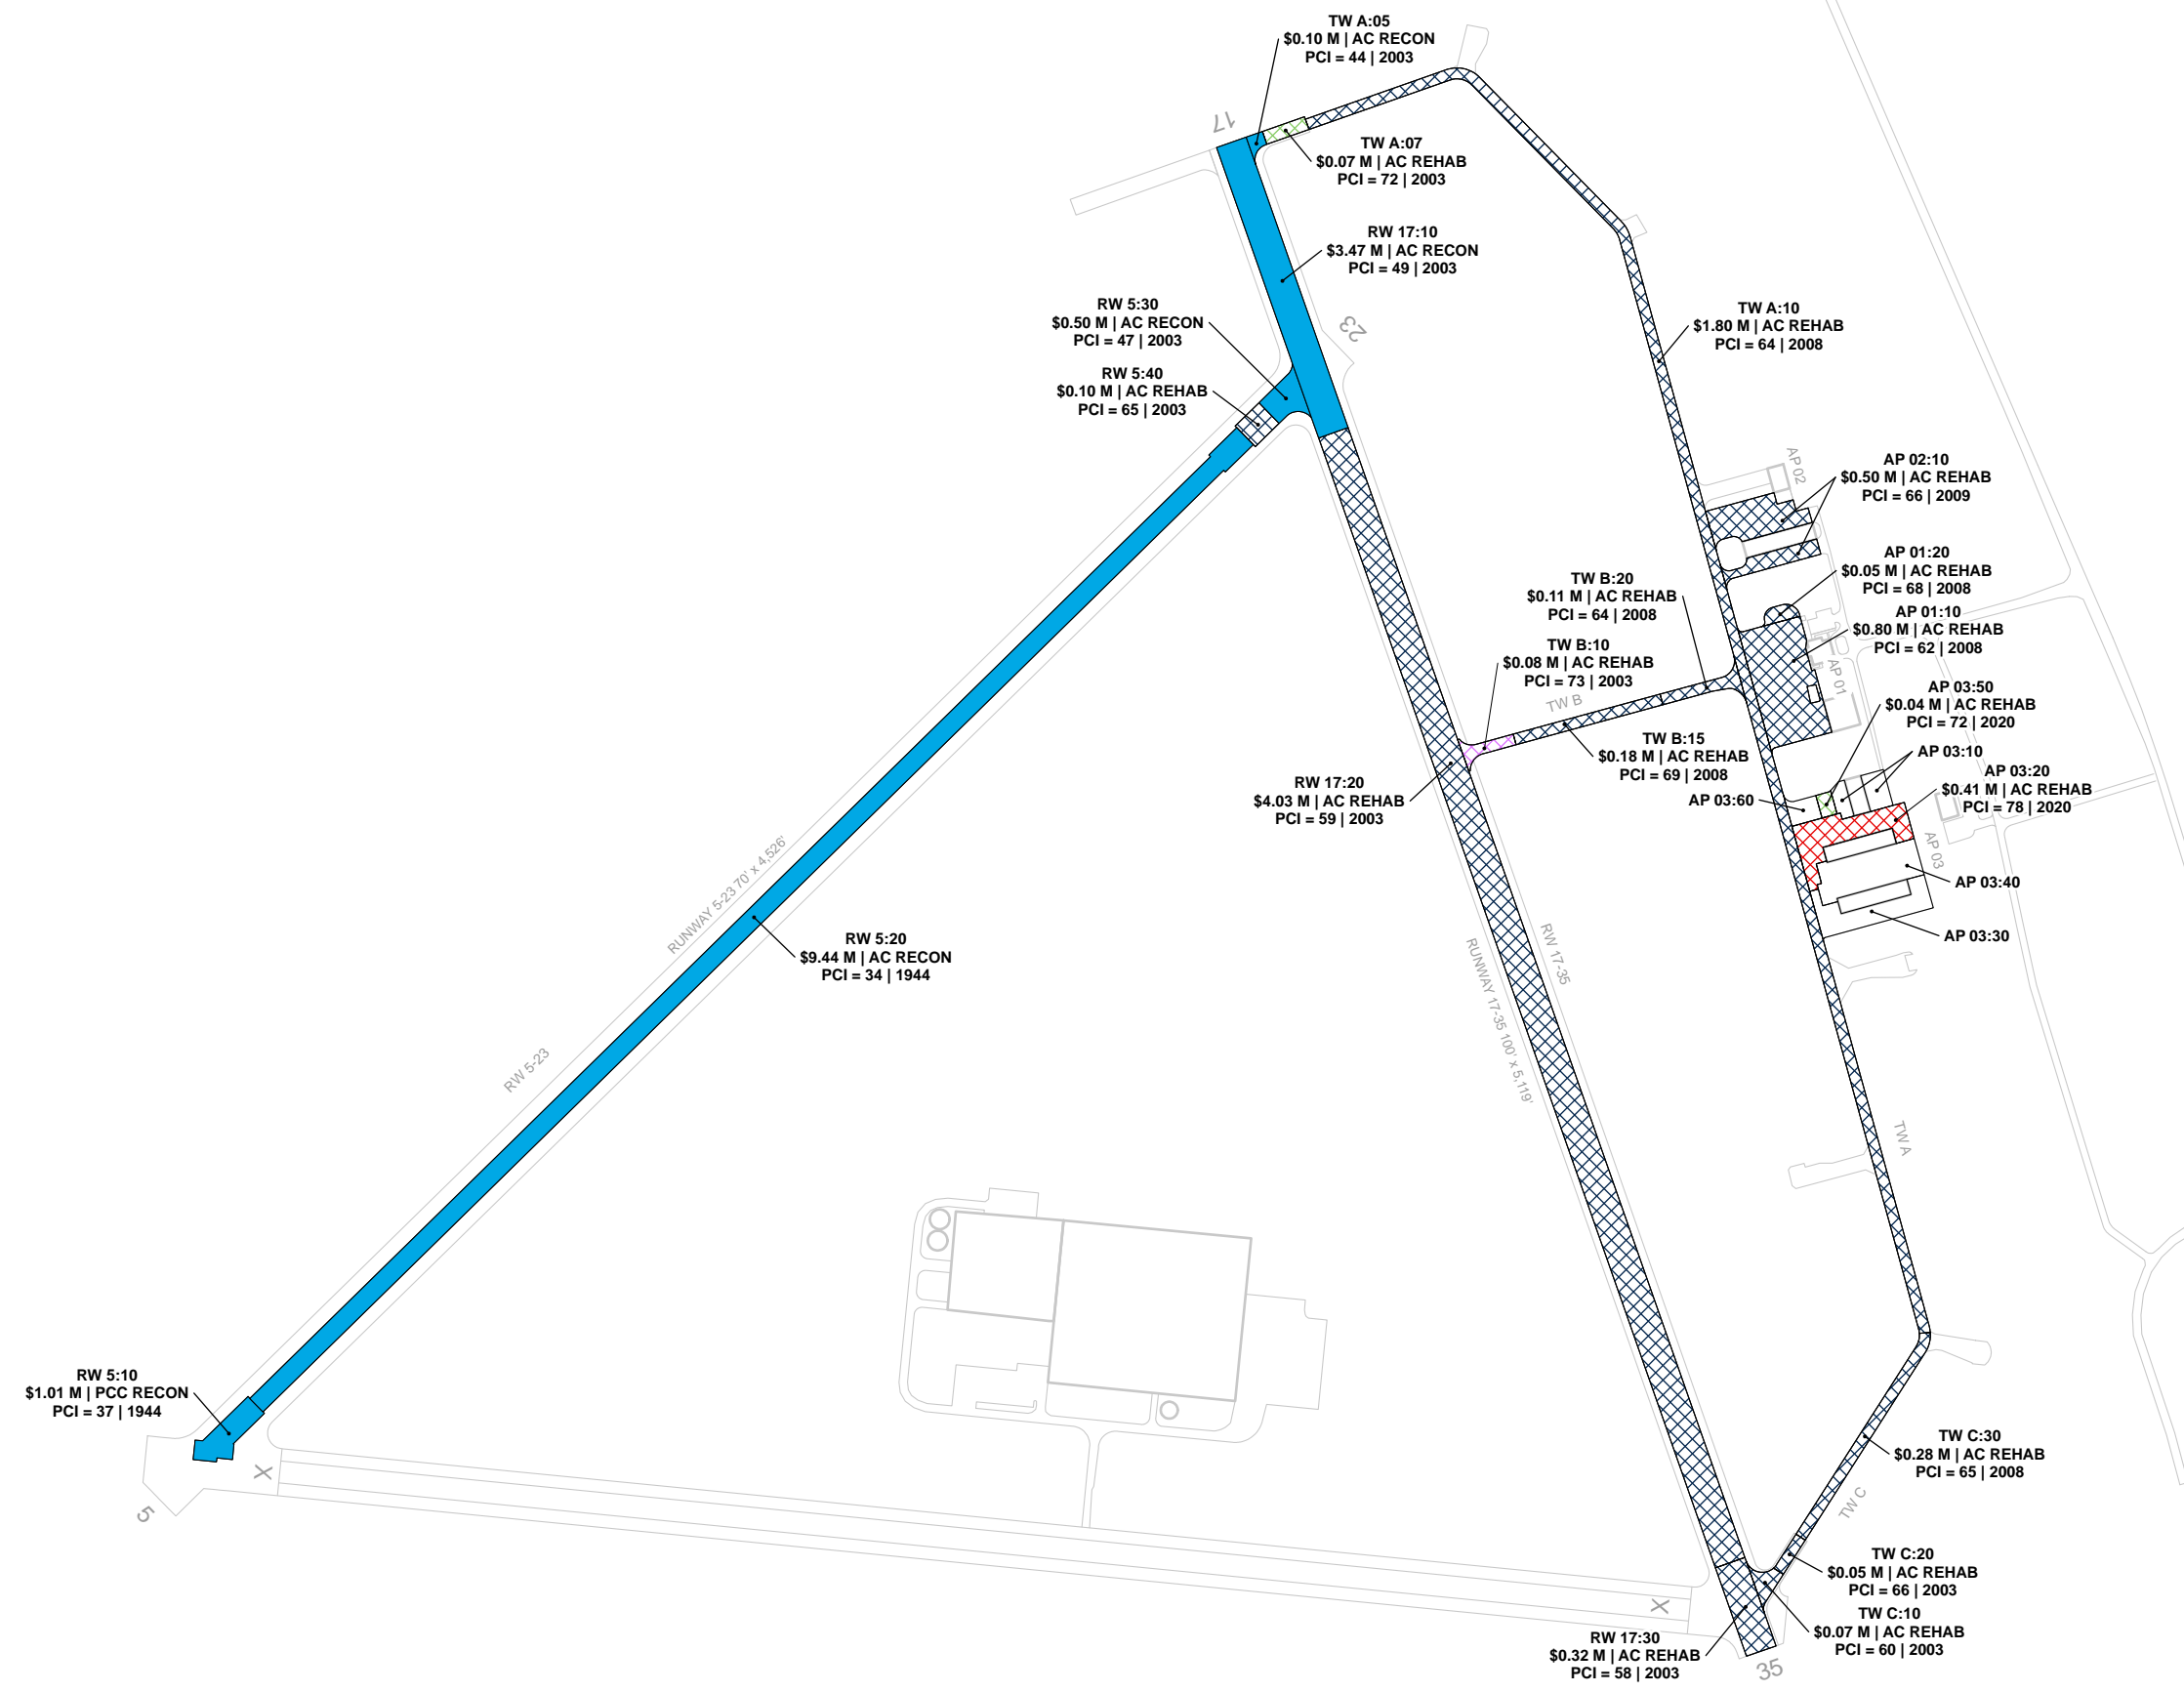 TW A:05
$0.10 M | AC RECON
PCI = 44 | 2003
17
TW A:07
$0.07 M | AC REHAB
PCI = 72 | 2003
RW 17:10
$3.47 M | AC RECON
PCI = 49 | 2003
RW 5:30
$0.50 M | AC RECON
PCI = 47 | 2003
23
TW A:10
$1.80 M | AC REHAB
PCI = 64 | 2008
RW 5:40
$0.10 M | AC REHAB
PCI = 65 | 2003
AP 02
AP 02:10
$0.50 M | AC REHAB
PCI = 66 | 2009
AP 01:20
$0.05 M | AC REHAB
PCI = 68 | 2008
TW B:20
$0.11 M | AC REHAB
PCI = 64 | 2008
AP 01:10
$0.80 M | AC REHAB
PCI = 62 | 2008
TW B:10
$0.08 M | AC REHAB
PCI = 73 | 2003
AP 01
TW B
AP 03:50
$0.04 M | AC REHAB
PCI = 72 | 2020
TW B:15
$0.18 M | AC REHAB
PCI = 69 | 2008
AP 03:10
AP 03:20
$0.41 M | AC REHAB
PCI = 78 | 2020
RW 17:20
$4.03 M | AC REHAB
PCI = 59 | 2003
AP 03:60
AP 03
AP 03:40
AP 03:30
RUNWAY 5-23 70' x 4,526'
RW 5:20
$9.44 M | AC RECON
PCI = 34 | 1944
RW 17-35
RUNWAY 17-35 100' x 5,119'
RW 5-23
TW A
RW 5:10
$1.01 M | PCC RECON
PCI = 37 | 1944
X
5
TW C:30
$0.28 M | AC REHAB
PCI = 65 | 2008
TW C
TW C:20
$0.05 M | AC REHAB
PCI = 66 | 2003
TW C:10
$0.07 M | AC REHAB
PCI = 60 | 2003
X
RW 17:30
$0.32 M | AC REHAB
PCI = 58 | 2003
35